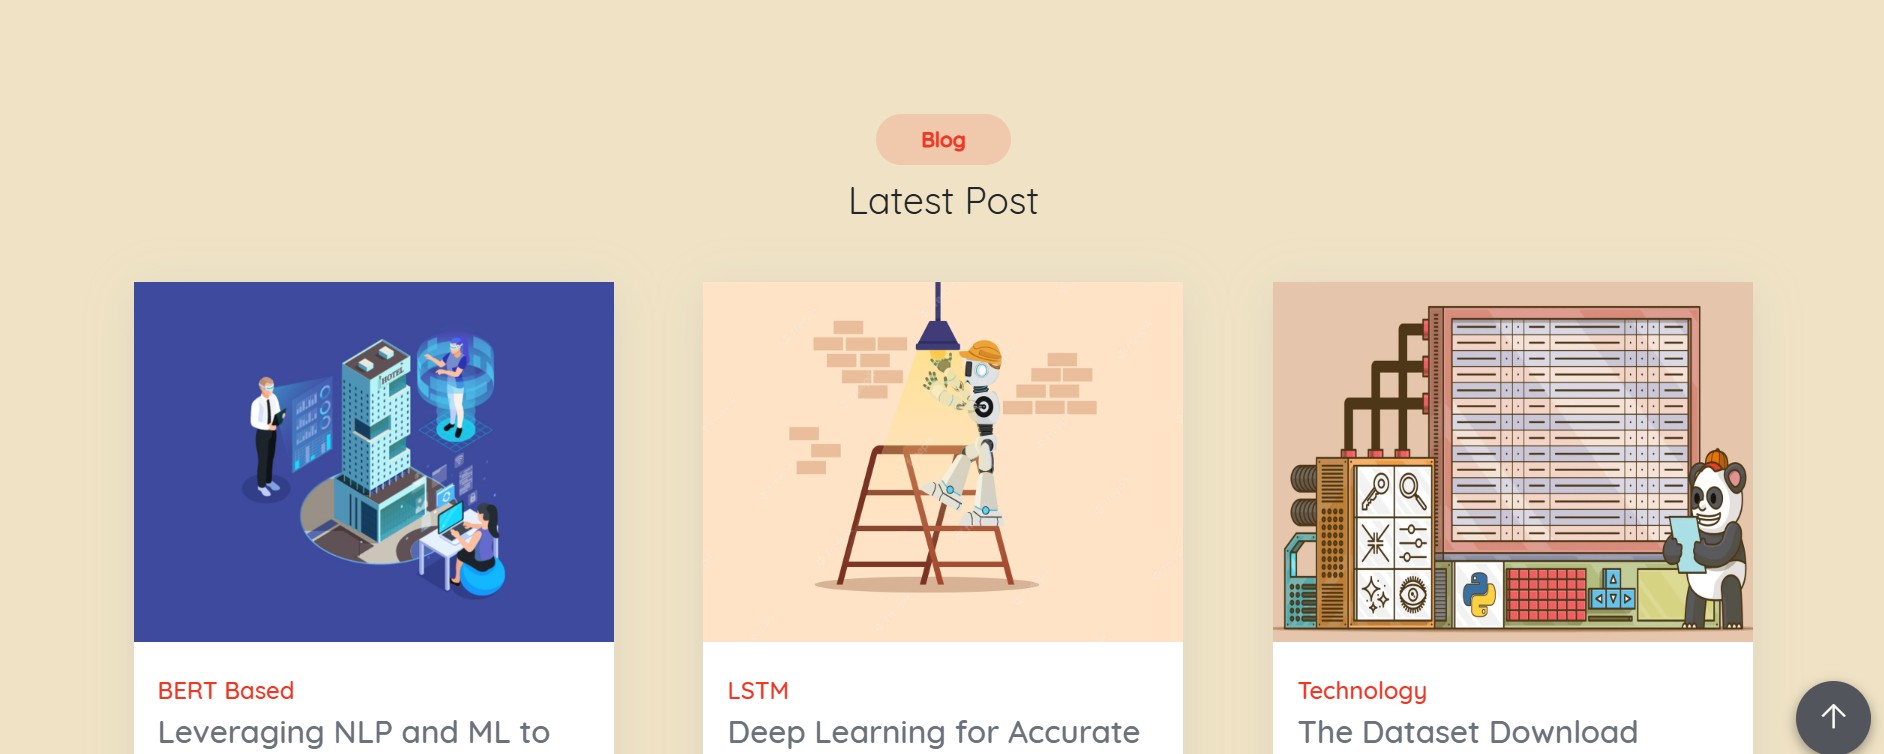 Blog
Latest Post
HOTEL
BERT Based
Leveraging NLP and ML to
LSTM
Deep Learning for Accurate
Technology
The Dataset Download